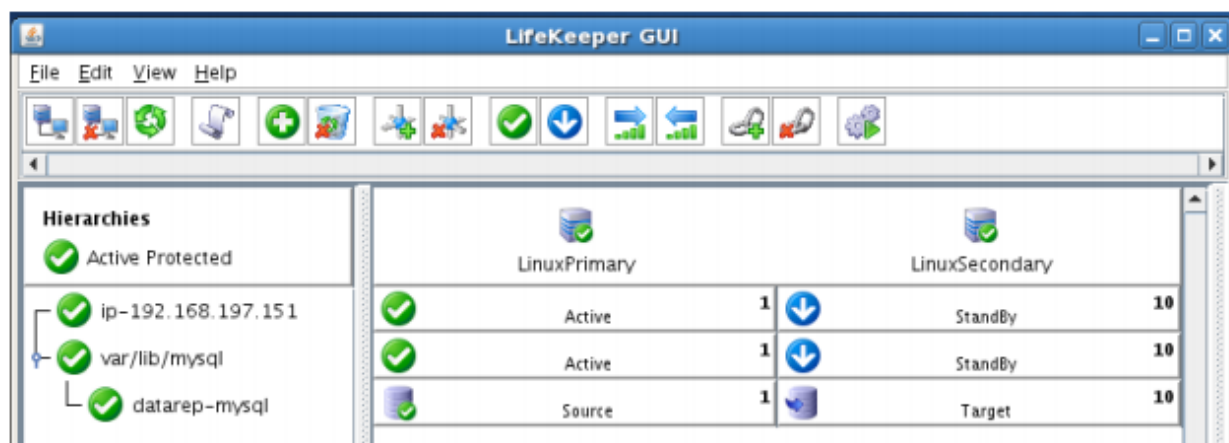 LifeKeeper GUI
File Edit View Help
Hierarchies
Active Protected
LinuxPrimary
LinuxSecondary
ip-192.168.197.151
Active 1
StandBy 10
var/lib/mysql
Active 1
StandBy 10
datarep-mysql
Source 1
Target 10